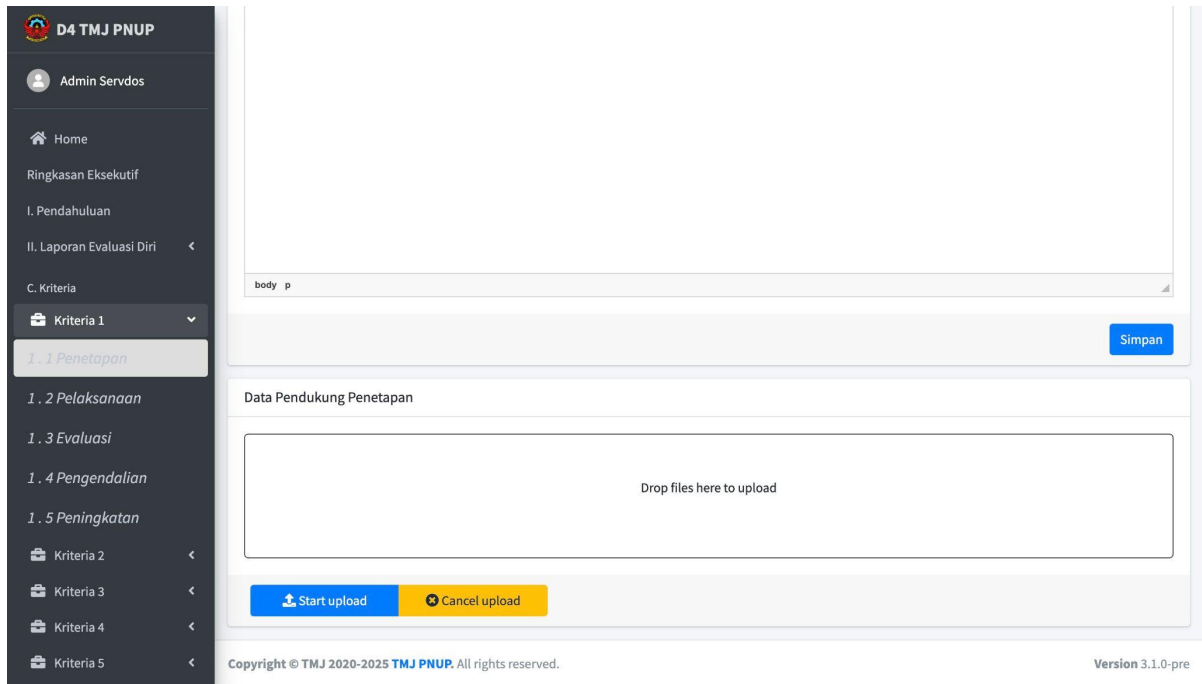 D4 TMJ PNUP
Admin Servdos
Home
Ringkasan Eksekutif
I. Pendahuluan
II. Laporan Evaluasi Diri
C. Kriteria
Kriteria 1
1 . 1 Penetapan
1 . 2 Pelaksanaan
1 . 3 Evaluasi
1 . 4 Pengendalian
1 . 5 Peningkatan
Kriteria 2
Kriteria 3
Kriteria 4
Kriteria 5
body p
Simpan
Data Pendukung Penetapan
Drop files here to upload
Start upload
Cancel upload
Copyright © TMJ 2020-2025 TMJ PNUP. All rights reserved.
Version 3.1.0-pre